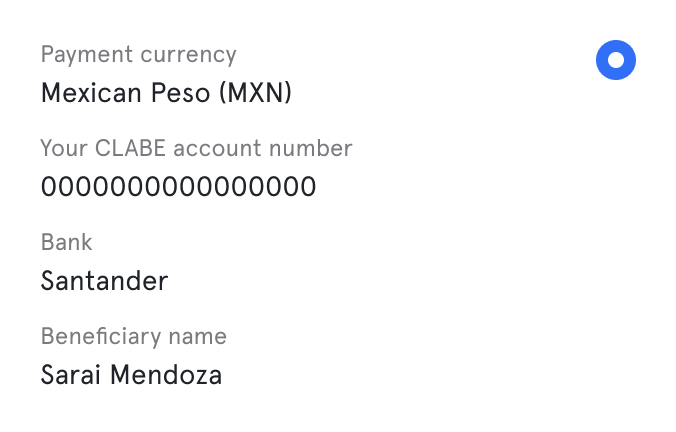 Payment currency
Mexican Peso (MXN)
Your CLABE account number
0000000000000000
Bank
Santander
Beneficiary name
Sarai Mendoza